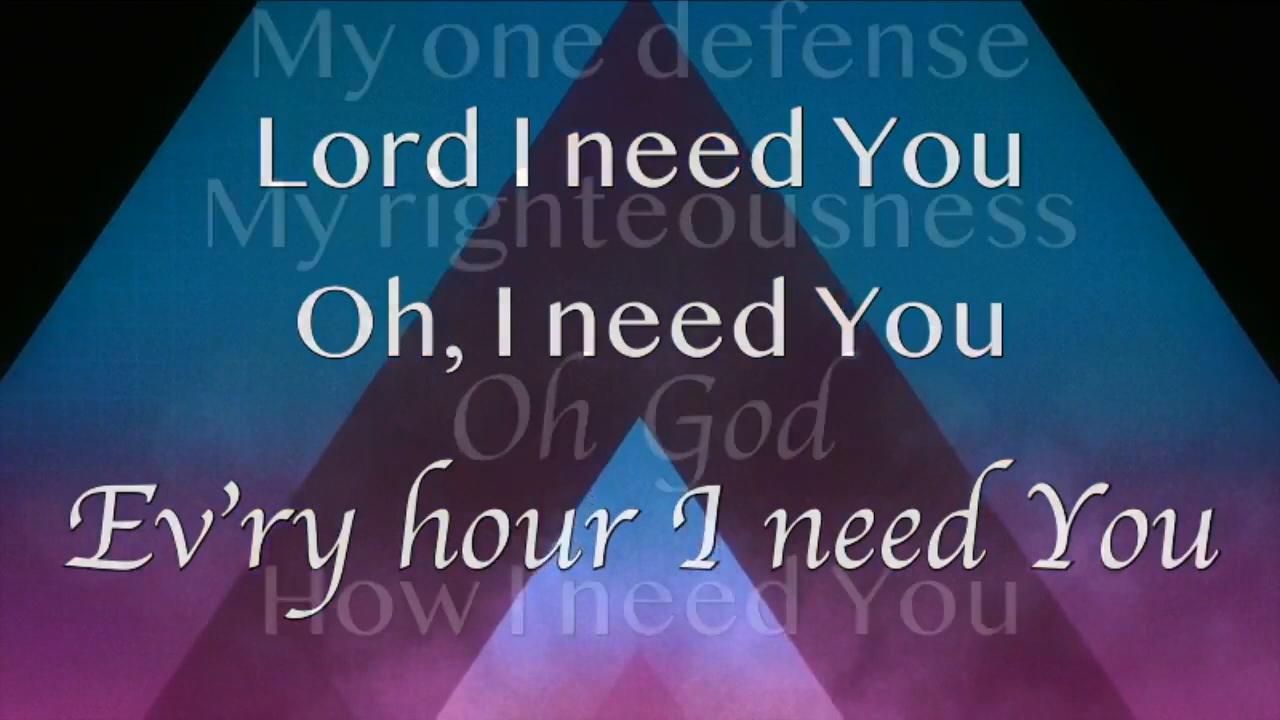 My one defense
Lord I need You
My righteousness
Oh, I need You
Oh God
Ev'ry hour I need You
How I need You